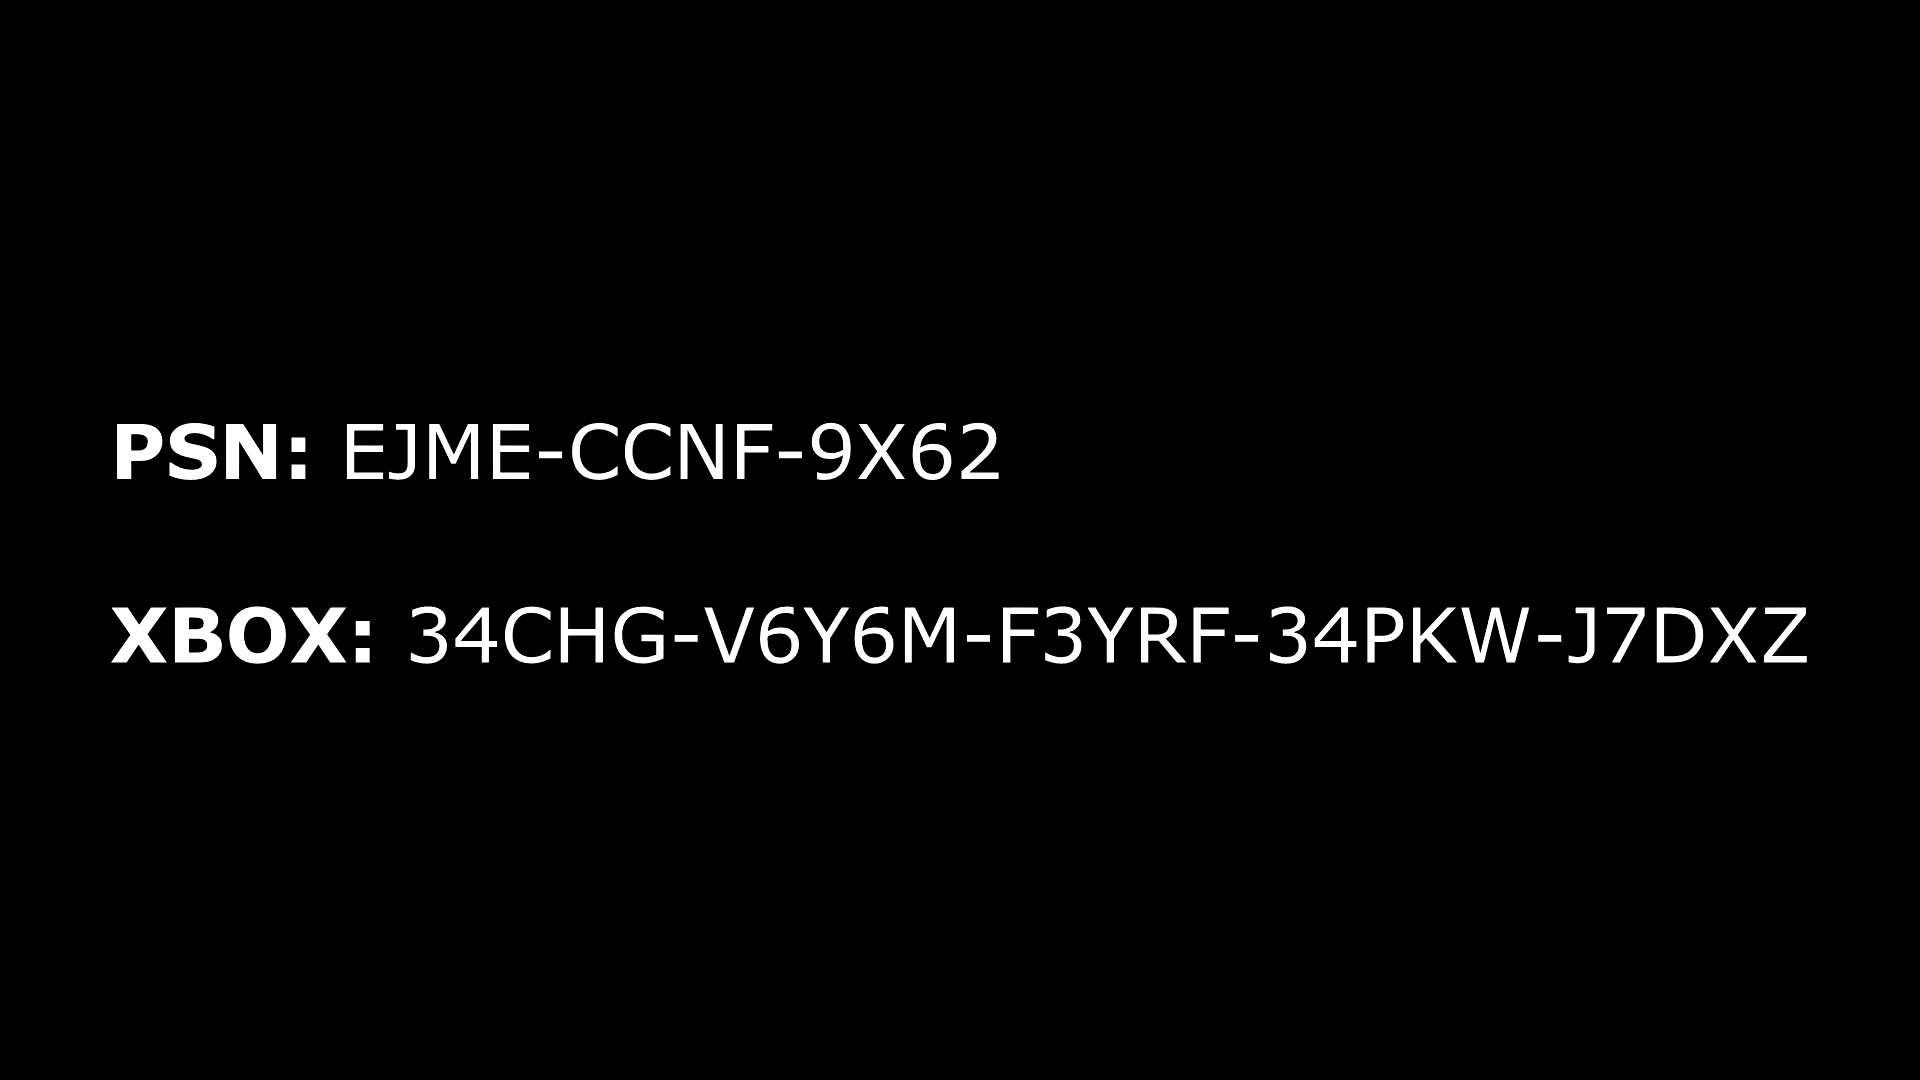 PSN: EJME-CCNF-9X62
XBOX: 34CHG-V6Y6M-F3YRF-34PKW-J7DXZ